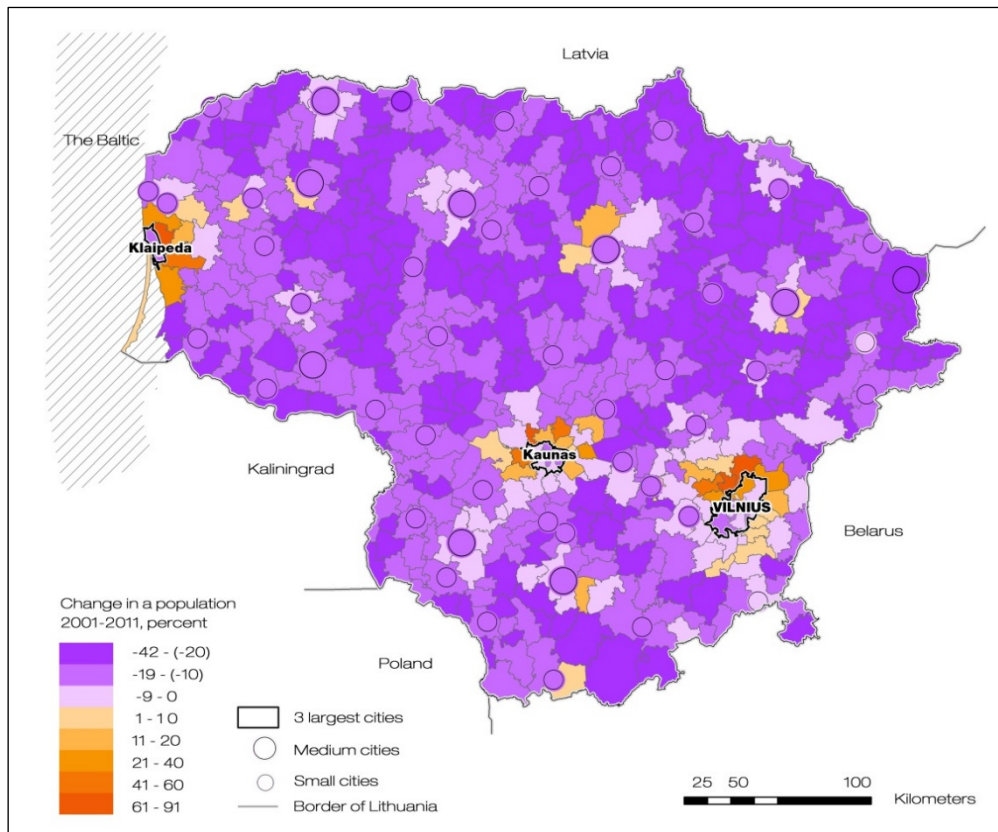 Latvia
The Baltic
Klaipeda
Kaunas
Kaliningrad
VILNIUS
Belarus
Poland
Change in a population
2001-2011, percent
-42 - (-20)
-19 - (-10)
-9 - 0
1 - 10
11 - 20
21 - 40
41 - 60
61 - 91
3 largest cities
Medium cities
Small cities
Border of Lithuania
25 50 100
Kilometers